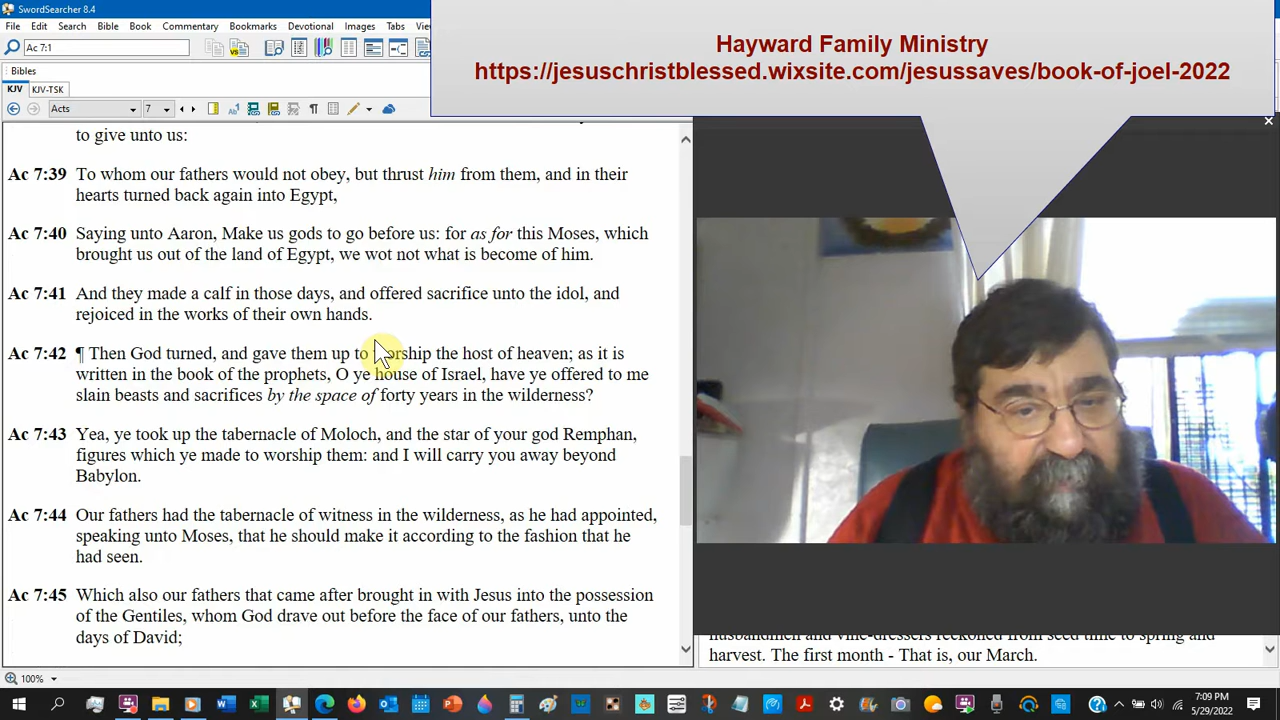 SwordSearcher 8.4
File Edit Search Bible Book Commentary Bookmarks Devotional Images Tabs
Ac 7:1
Bibles
KJV KJV-TSK
Acts 7
to give unto us:
Ac 7:39 To whom our fathers would not obey, but thrust him from them, and in their
hearts turned back again into Egypt,
Ac 7:40 Saying unto Aaron, Make us gods to go before us: for as for this Moses, which
brought us out of the land of Egypt, we wot not what is become of him.
Ac 7:41 And they made a calf in those days, and offered sacrifice unto the idol, and
rejoiced in the works of their own hands.
Ac 7:42 ¶ Then God turned, and gave them up to worship the host of heaven; as it is
written in the book of the prophets, O ye house of Israel, have ye offered to me
slain beasts and sacrifices by the space of forty years in the wilderness?
Ac 7:43 Yea, ye took up the tabernacle of Moloch, and the star of your god Remphan,
figures which ye made to worship them: and I will carry you away beyond
Babylon.
Ac 7:44 Our fathers had the tabernacle of witness in the wilderness, as he had appointed,
speaking unto Moses, that he should make it according to the fashion that he
had seen.
Ac 7:45 Which also our fathers that came after brought in with Jesus into the possession
of the Gentiles, whom God drave out before the face of our fathers, unto the
days of David;
100%
Hayward Family Ministry
https://jesuschristblessed.wixsite.com/jesussaves/book-of-joel-2022
husbandmen and vine-dressers reckoned from seed time to spring and
harvest. The first month - That is, our March.
7:09 PM
5/29/2022